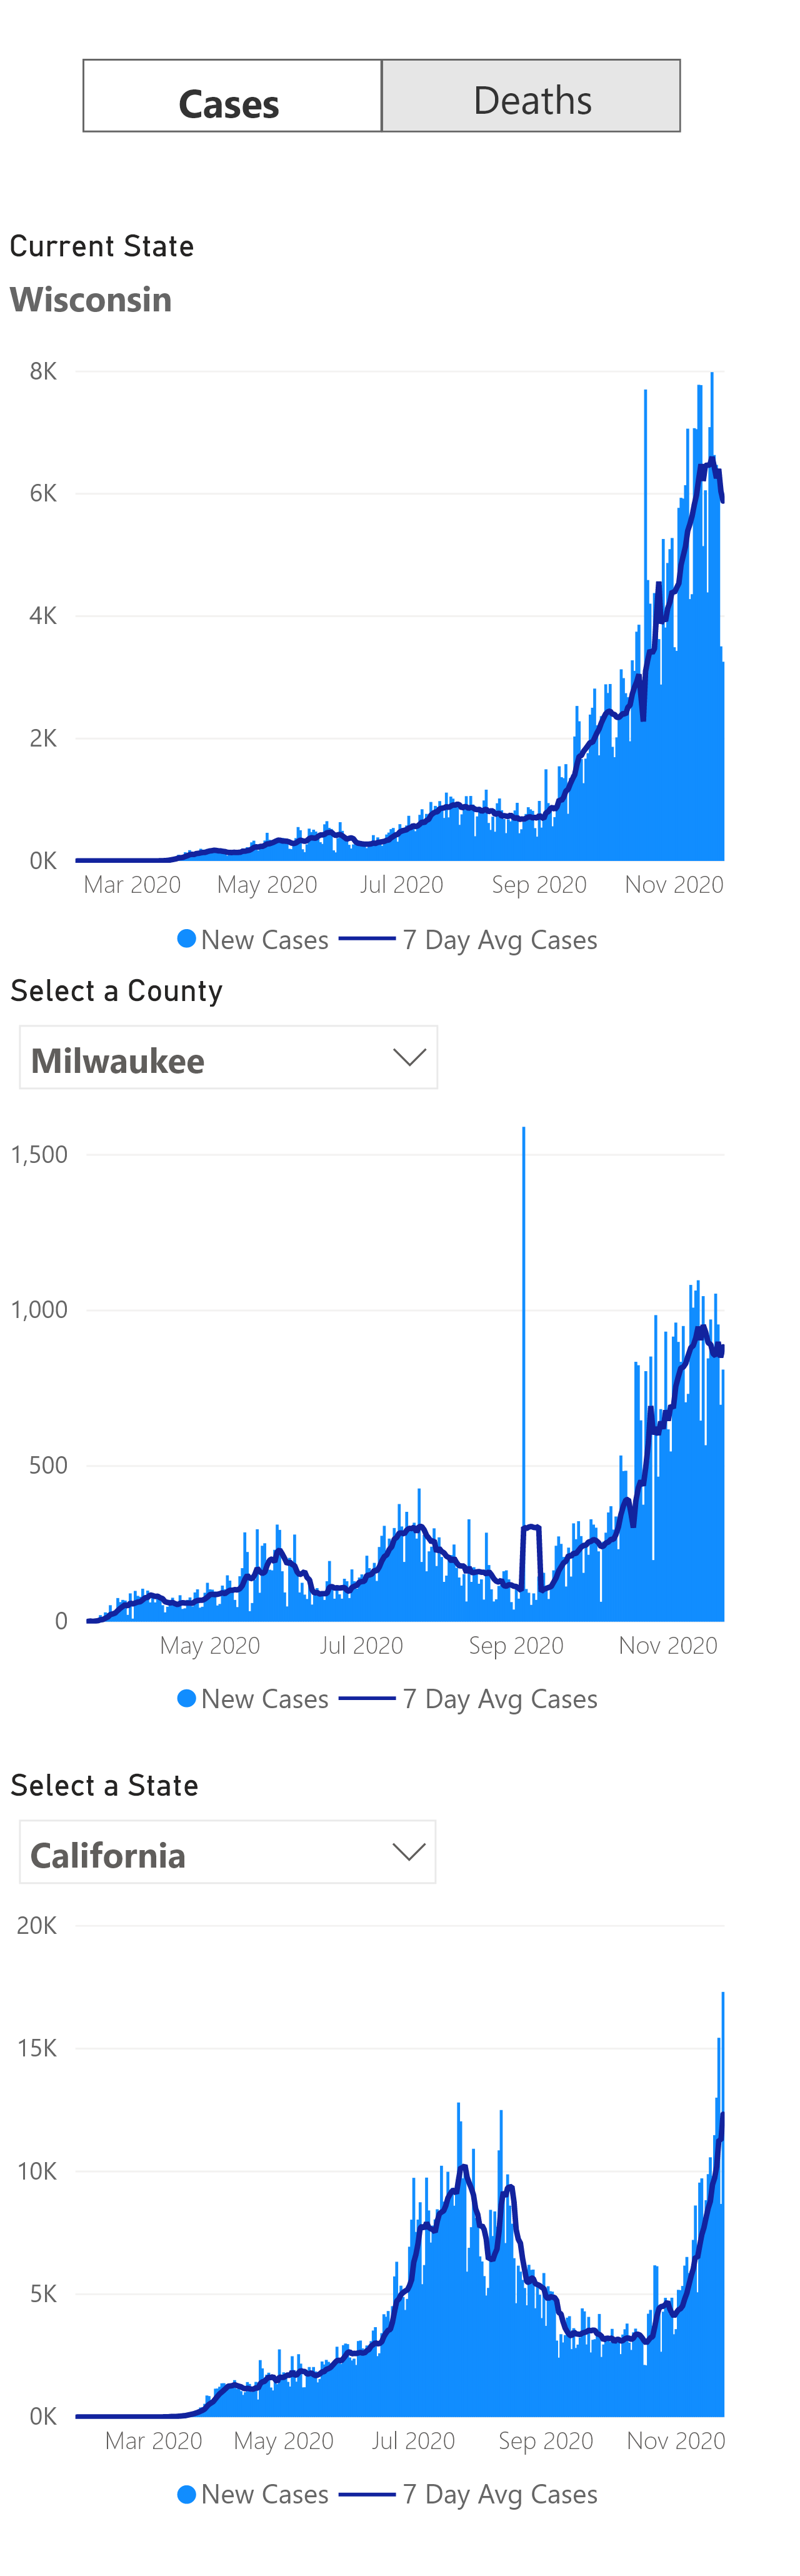 Cases Deaths
Current State
Wisconsin
8K
6K
4K
2K
0K
Mar 2020 May 2020 Jul 2020 Sep 2020 Nov 2020
New Cases 7 Day Avg Cases
Select a County
Milwaukee
1,500
1,000
500
0
May 2020 Jul 2020 Sep 2020 Nov 2020
New Cases 7 Day Avg Cases
Select a State
California
20K
15K
10K
5K
0K
Mar 2020 May 2020 Jul 2020 Sep 2020 Nov 2020
New Cases 7 Day Avg Cases